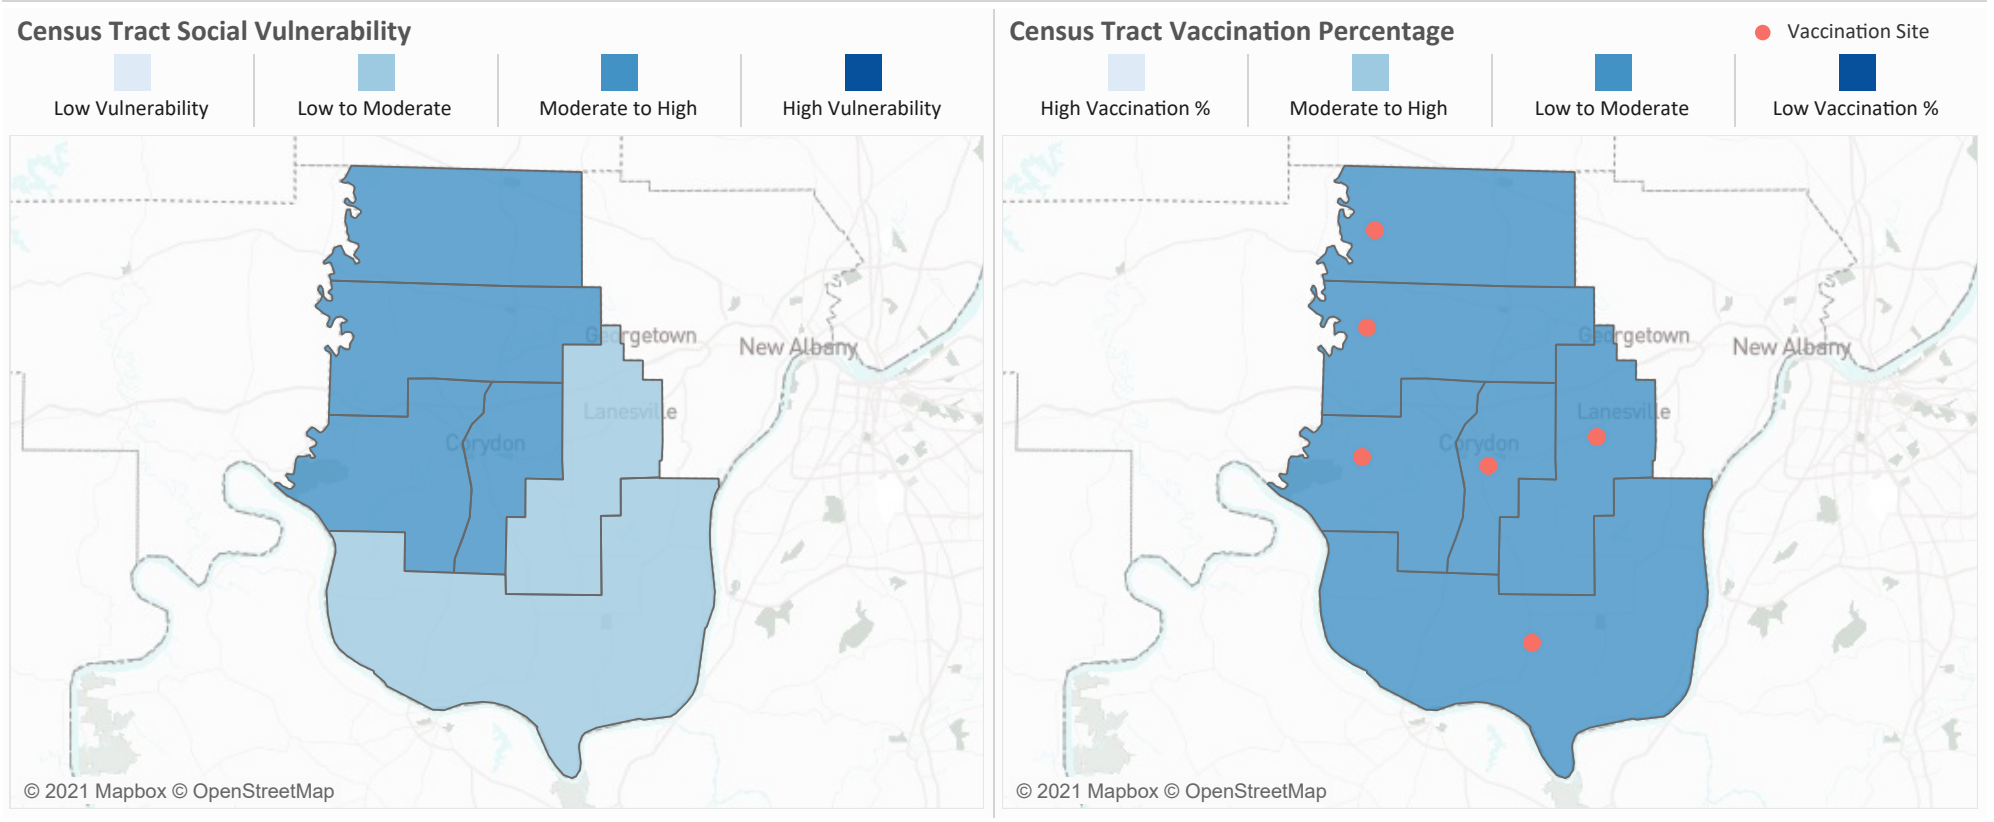 Census Tract Social Vulnerability
Low Vulnerability
Low to Moderate
Moderate to High
High Vulnerability
Georgetown
New Albany
Lanesville
Corydon
© 2021 Mapbox © OpenStreetMap
Census Tract Vaccination Percentage
Vaccination Site
High Vaccination %
Moderate to High
Low to Moderate
Low Vaccination %
Georgetown
New Albany
Lanesville
Corydon
© 2021 Mapbox © OpenStreetMap